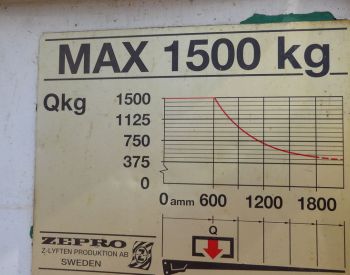 MAX 1500 kg
Qkg
1500
1125
750
375
0
0 amm 600 1200 1800
Q
ZEPRO
Z-LYFTEN PRODUKTION AB
SWEDEN